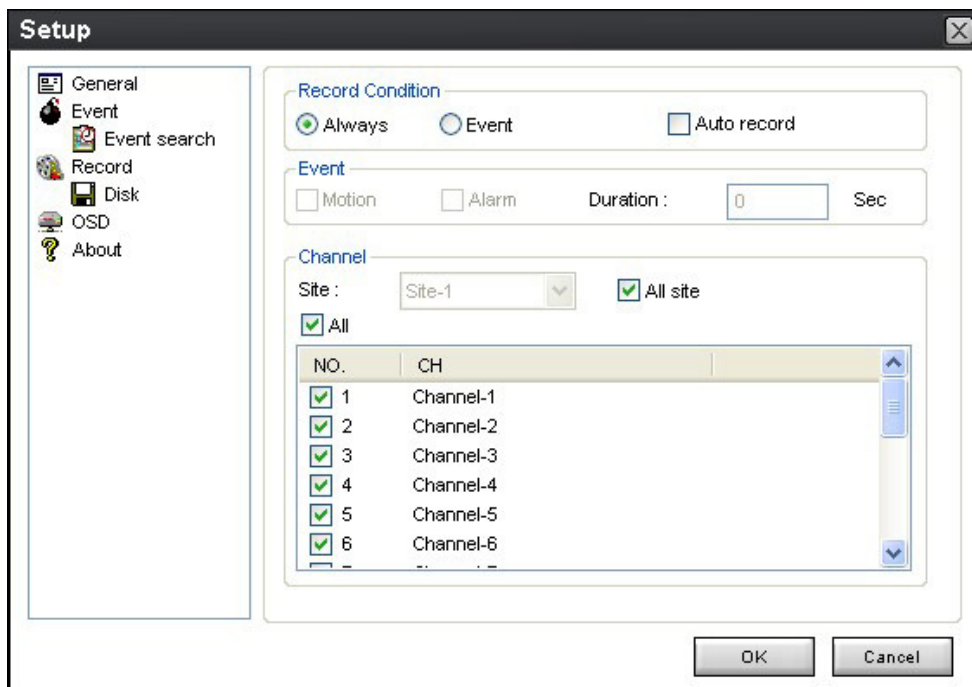 Setup
General
Event
Event search
Record
Disk
OSD
About
Record Condition
Always Event Auto record
Event
Motion Alarm Duration : 0 Sec
Channel
Site : Site-1 All site
All
NO. CH
1 Channel-1
2 Channel-2
3 Channel-3
4 Channel-4
5 Channel-5
6 Channel-6
OK Cancel